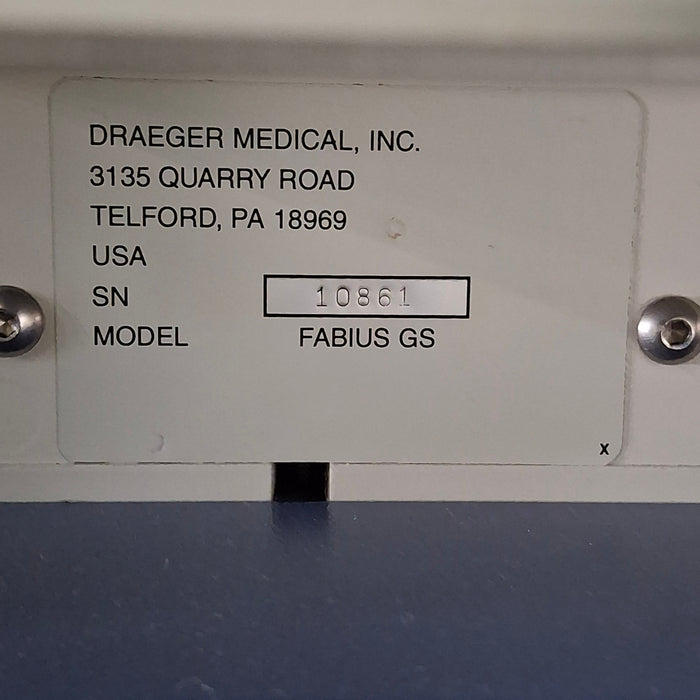 DRAEGER MEDICAL, INC.
3135 QUARRY ROAD
TELFORD, PA 18969
USA
SN 10861
MODEL FABIUS GS
X